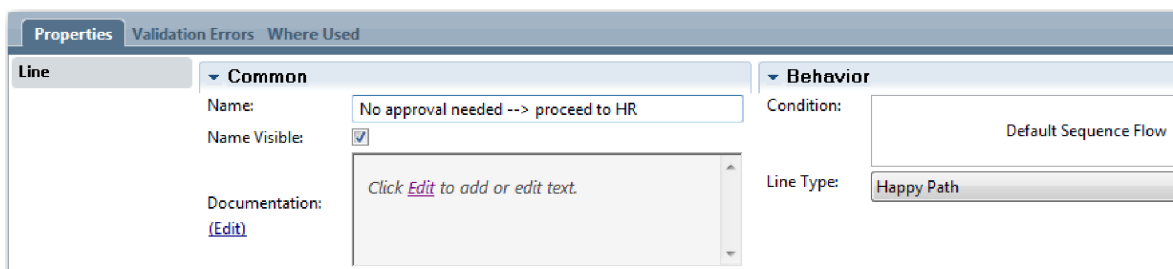 Properties Validation Errors Where Used
Line
Common
Name: No approval needed --> proceed to HR
Name Visible:
Documentation:
(Edit)
Click Edit to add or edit text.
Behavior
Condition: Default Sequence Flow
Line Type: Happy Path